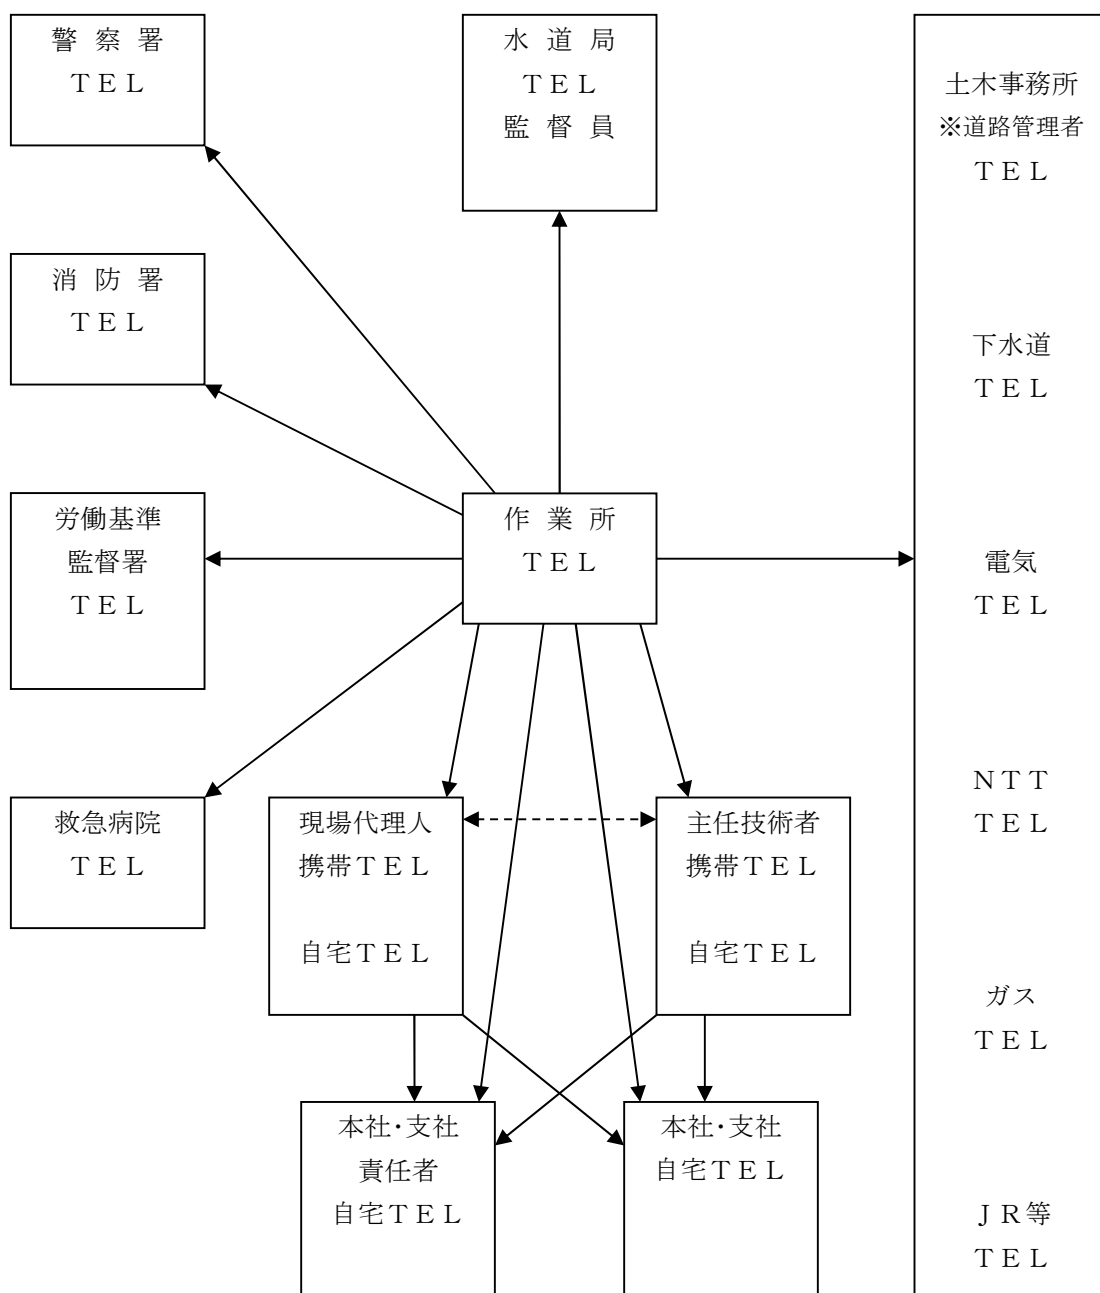 警 察 署
ＴＥＬ
水 道 局
ＴＥＬ
監 督 員
土木事務所
※道路管理者
ＴＥＬ
消 防 署
ＴＥＬ
下水道
ＴＥＬ
労働基準
監督署
ＴＥＬ
作 業 所
ＴＥＬ
電気
ＴＥＬ
救急病院
ＴＥＬ
現場代理人
携帯ＴＥＬ
自宅ＴＥＬ
主任技術者
携帯ＴＥＬ
自宅ＴＥＬ
ＮＴＴ
ＴＥＬ
ガス
ＴＥＬ
本社･支社
責任者
自宅ＴＥＬ
本社･支社
自宅ＴＥＬ
ＪＲ等
ＴＥＬ